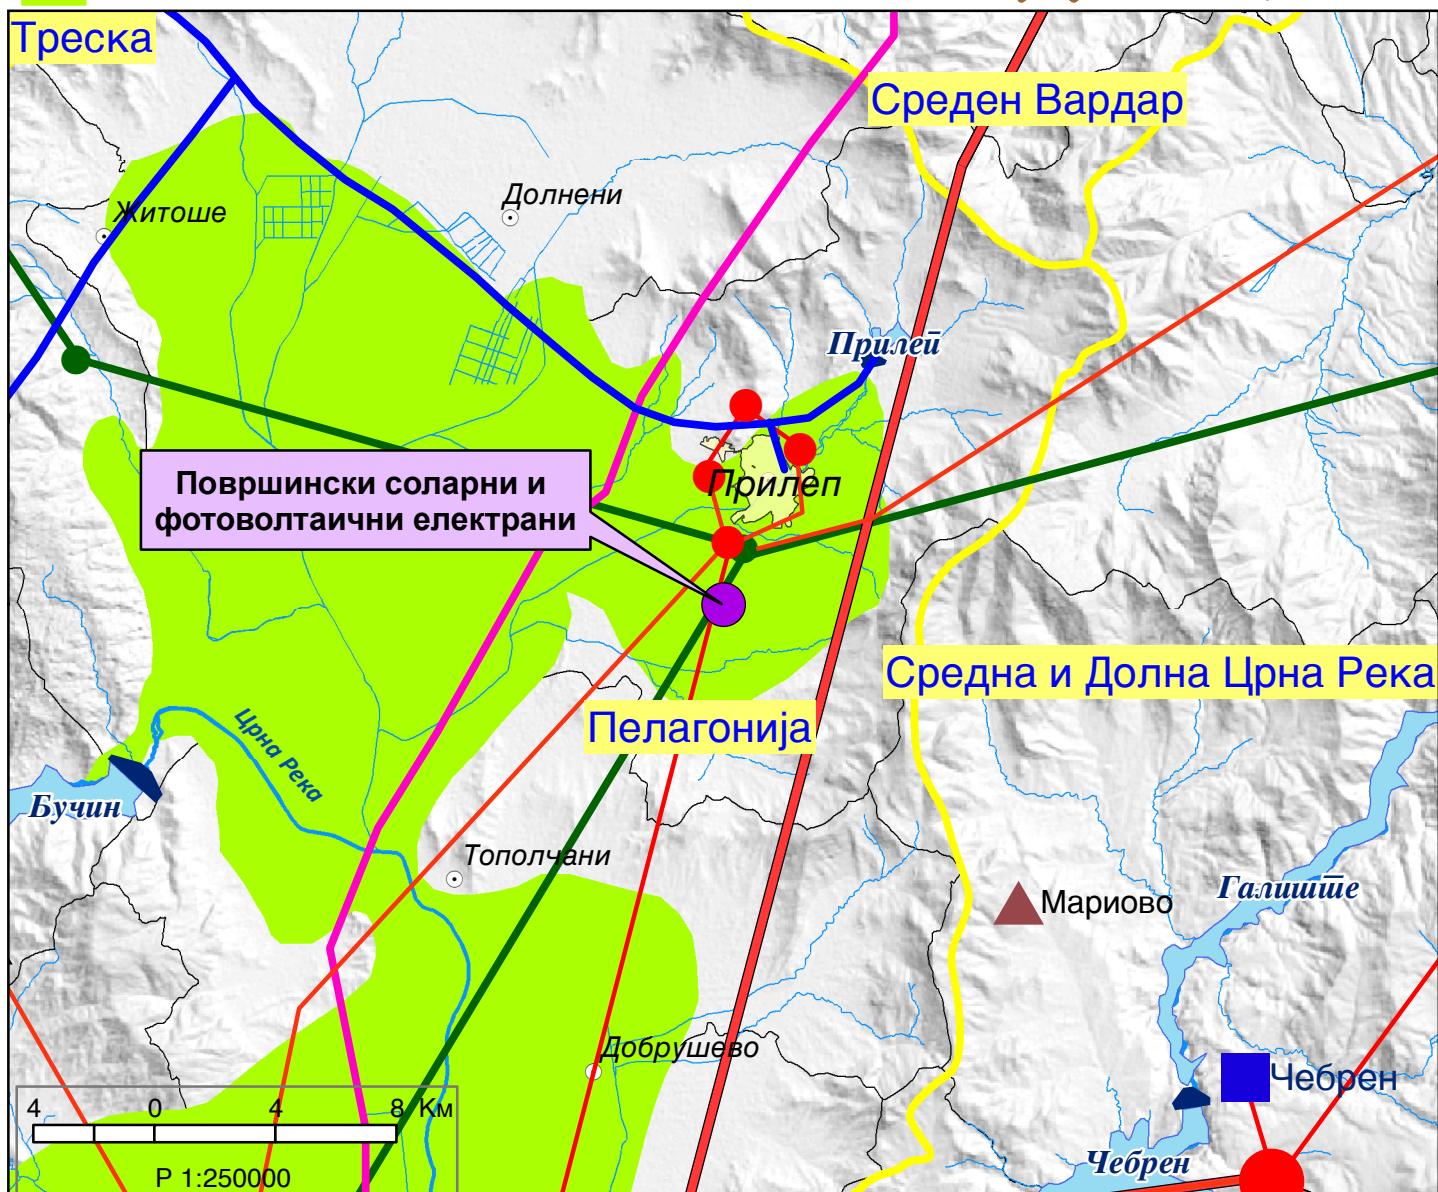 Треска
Среден Вардар
Долнени
Житоше
Прилеп
Површински соларни и
фотоволтаични електрани
Прилеп
Средна и Долна Црна Река
Пелагонија
Црна Река
Бучин
Тополчани
Галиште
Мариово
Добрушево
Чебрен
4 0 4 8 Км
Чебрен
Р 1:250000